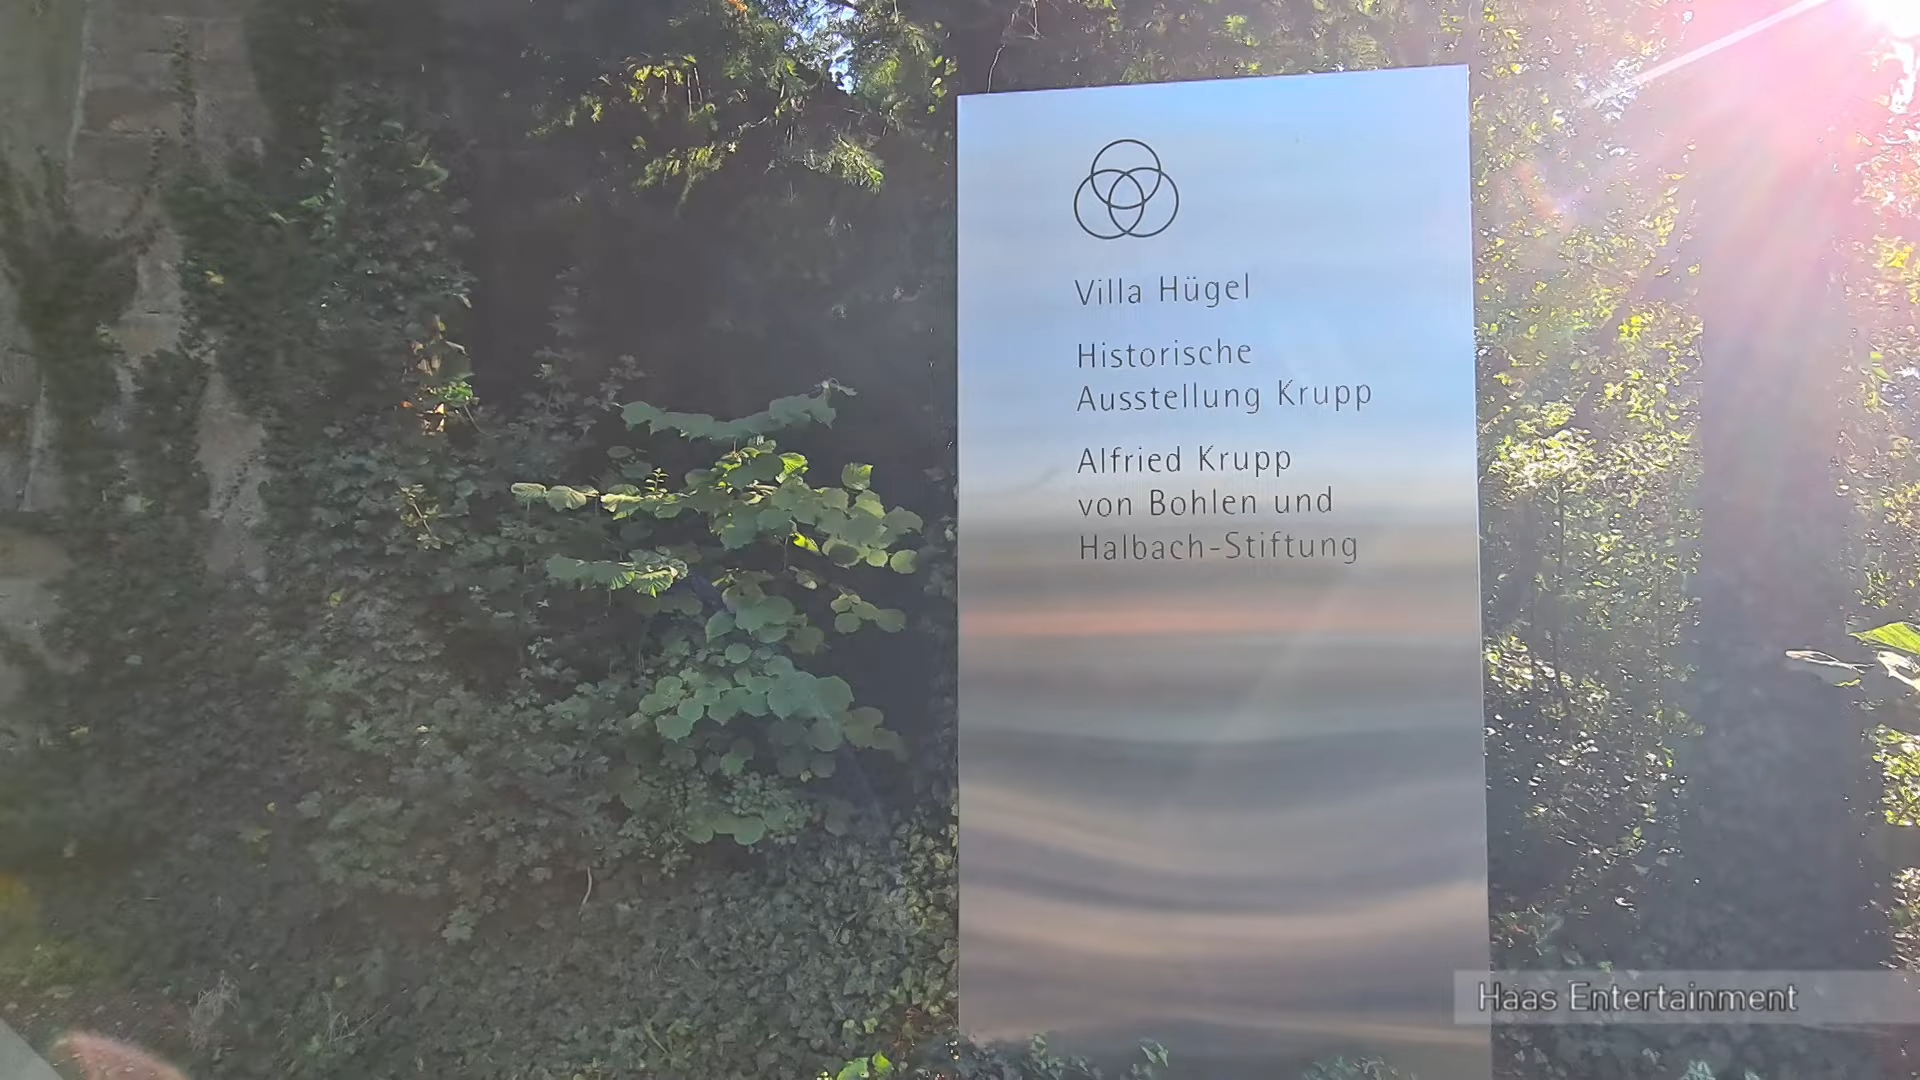 Villa Hügel
Historische
Ausstellung Krupp
Alfried Krupp
von Bohlen und
Halbach-Stiftung
Haas Entertainment